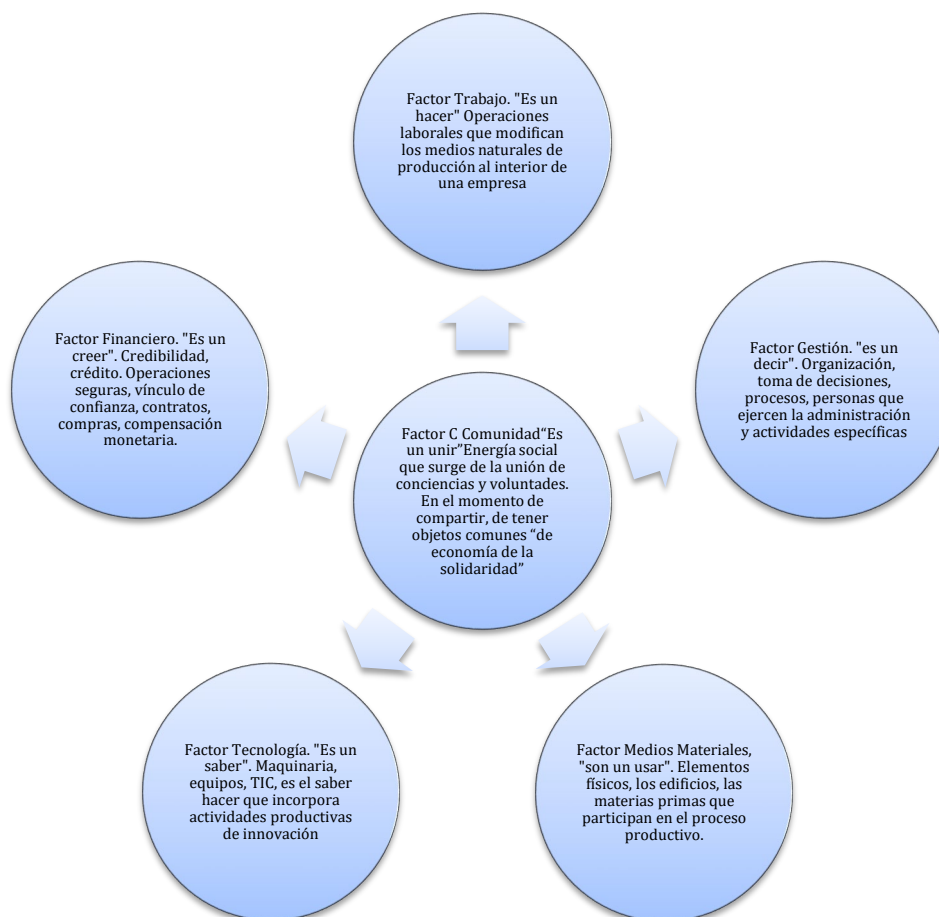 Factor Trabajo. "Es un
hacer" Operaciones
laborales que modifican
los medios naturales de
producción al interior de
una empresa
Factor Financiero. "Es un
creer". Credibilidad,
crédito. Operaciones
seguras, vínculo de
confianza, contratos,
compras, compensación
monetaria.
Factor Gestión. "es un
decir". Organización,
toma de decisiones,
procesos, personas que
ejercen la administración
y actividades específicas
Factor C Comunidad“Es
un unir”Energía social
que surge de la unión de
conciencias y voluntades.
En el momento de
compartir, de tener
objetos comunes “de
economía de la
solidaridad”
Factor Tecnología. "Es un
saber". Maquinaria,
equipos, TIC, es el saber
hacer que incorpora
actividades productivas
de innovación
Factor Medios Materiales,
"son un usar". Elementos
físicos, los edificios, las
materias primas que
participan en el proceso
productivo.